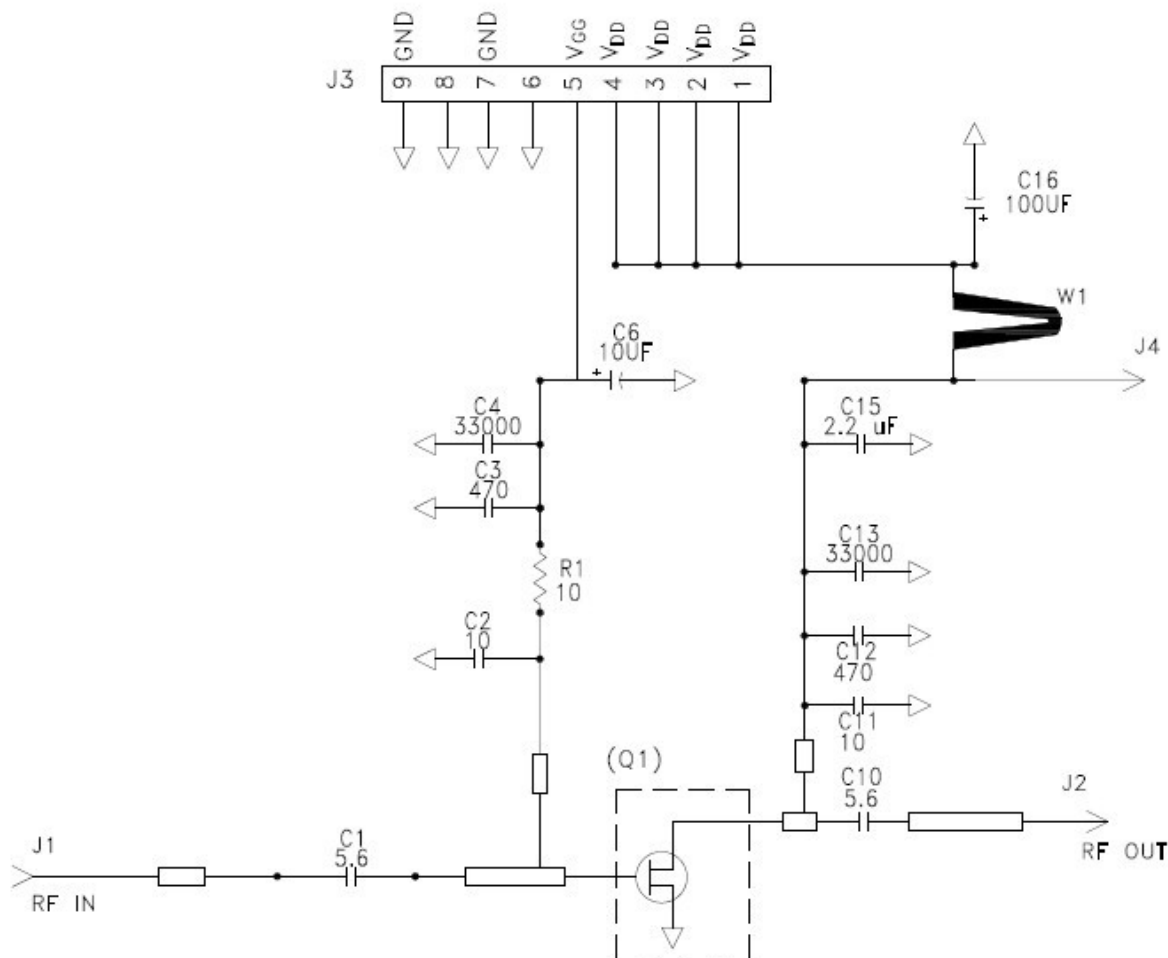 GND
GND
VGG
VDD
VDD
VDD
VDD
J3
9 8 7 6 5 4 3 2 1
C16
100UF
+
W1
C6
10UF
+
J4
C4
33000
C15
2.2 uF
C3
470
C13
33000
R1
10
C2
10
C12
470
C11
10
(Q1)
C10
5.6
J2
RF OUT
J1
C1
5.6
RF IN